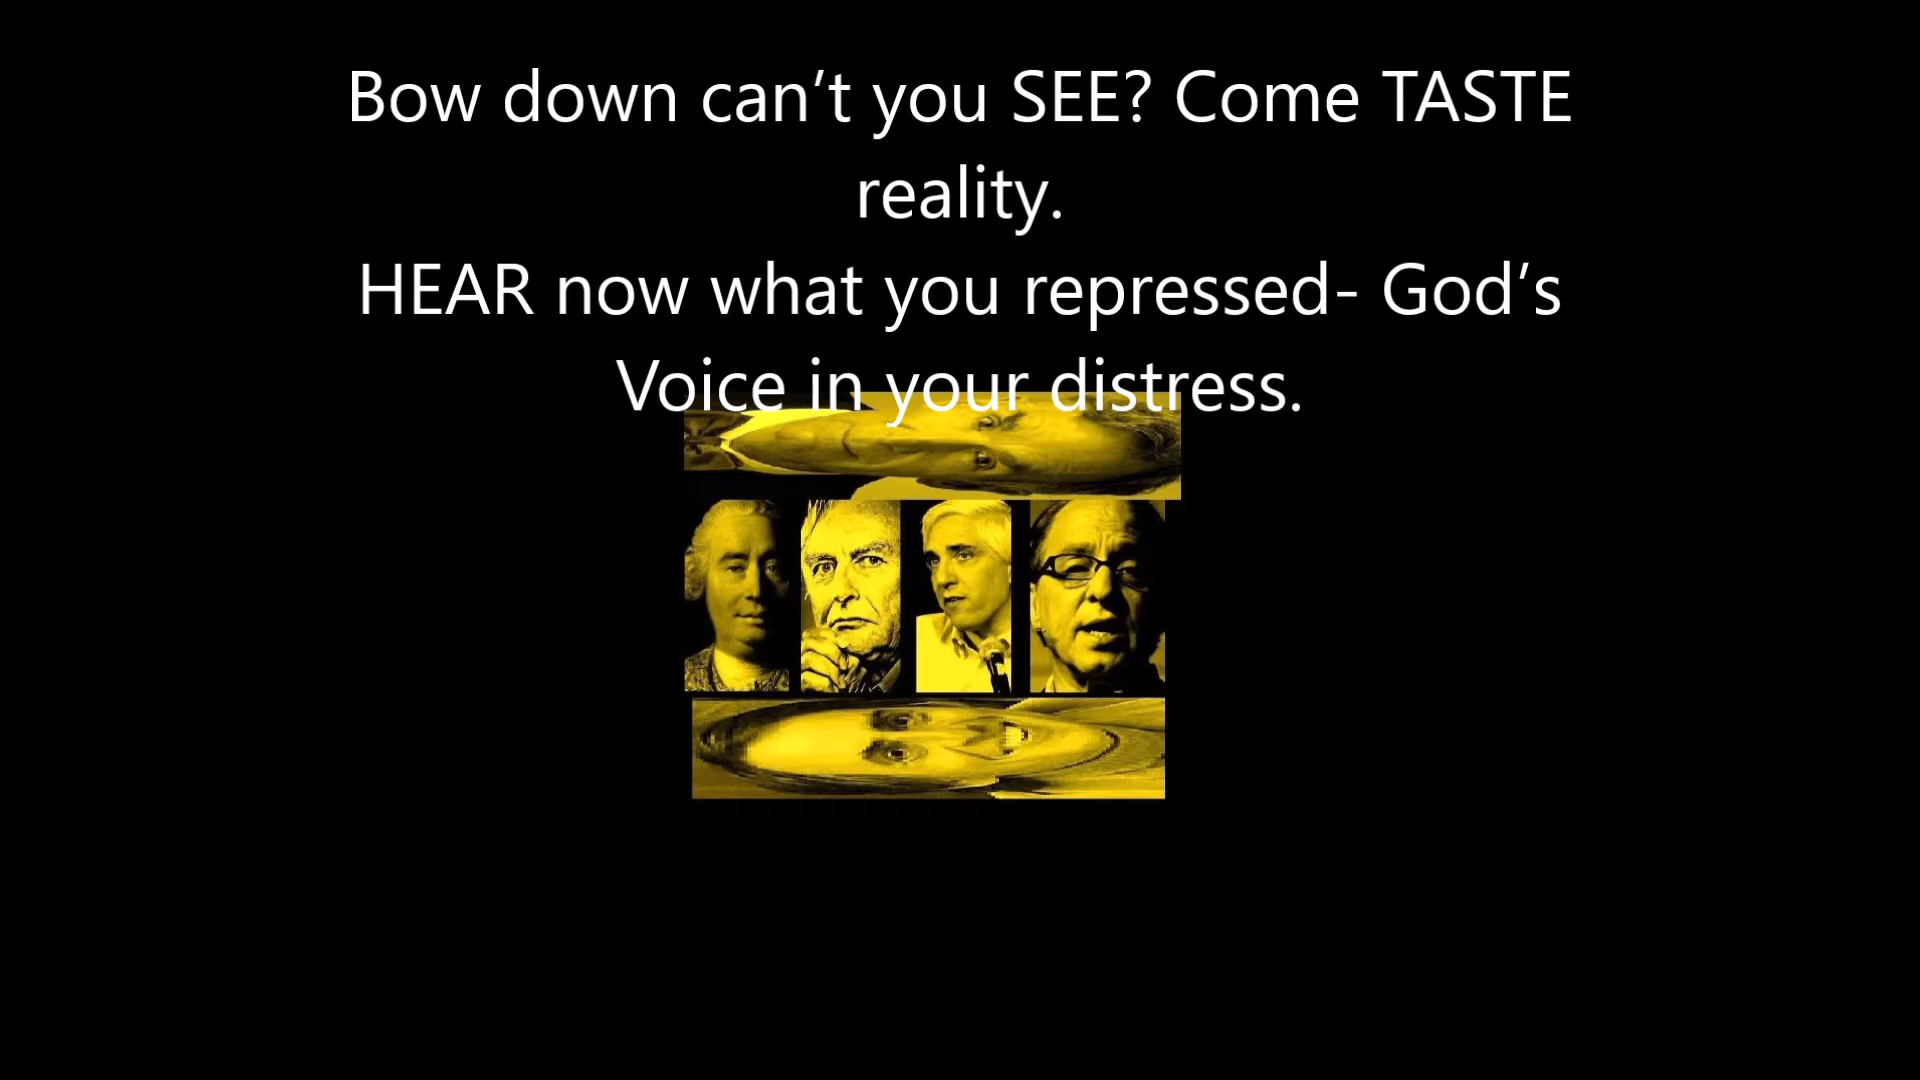 Bow down can’t you SEE? Come TASTE
reality.
HEAR now what you repressed- God’s
Voice in your distress.